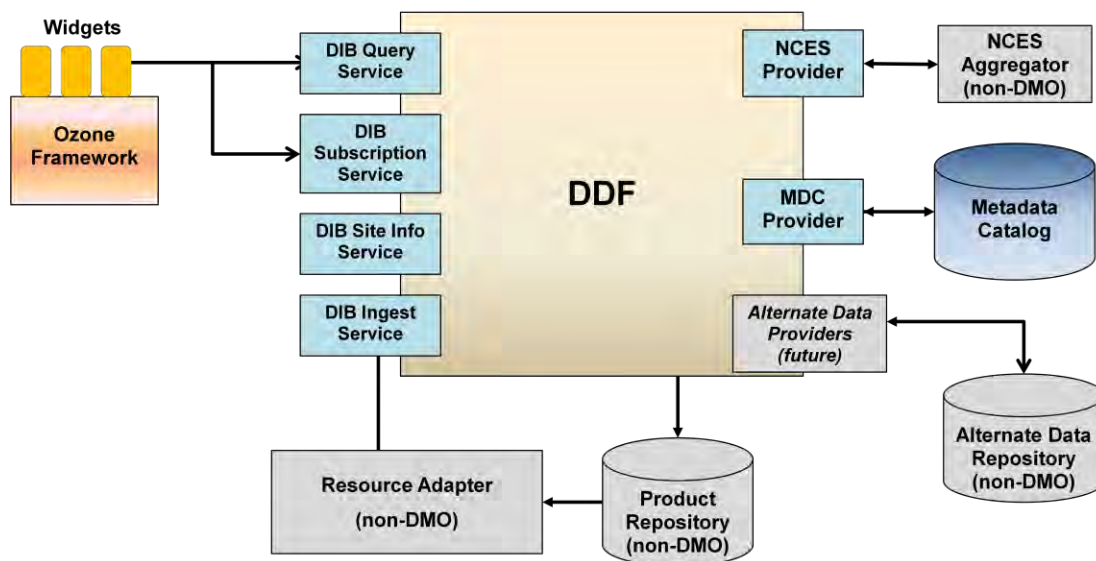 Widgets
Ozone
Framework
DIB Query
Service
DIB
Subscription
Service
DIB Site Info
Service
DIB Ingest
Service
DDF
NCES
Provider
NCES
Aggregator
(non-DMO)
MDC
Provider
Metadata
Catalog
Alternate Data
Providers
(future)
Alternate Data
Repository
(non-DMO)
Resource Adapter
(non-DMO)
Product
Repository
(non-DMO)